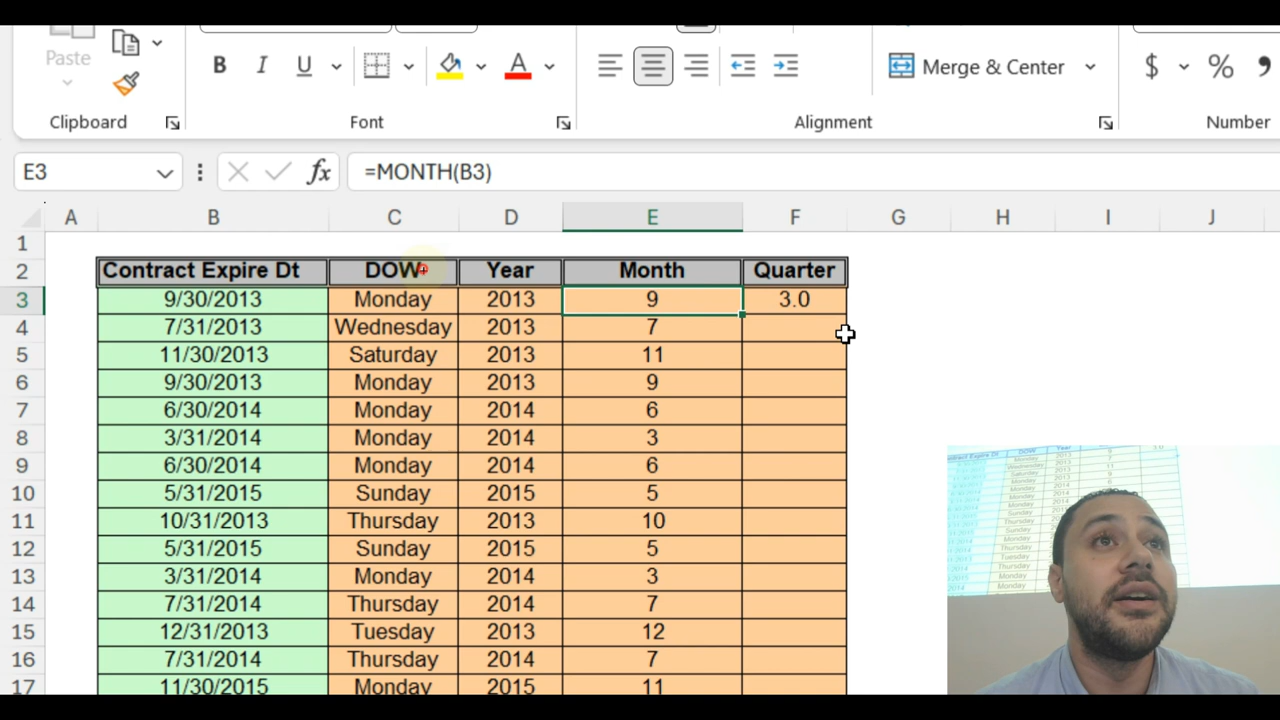 Paste
B I U A
Merge & Center
$ % ,
Clipboard Font Alignment Number
E3 fx =MONTH(B3)
A B C D E F G H I J
1
2 Contract Expire Dt DOW Year Month Quarter
3 9/30/2013 Monday 2013 9 3.0
4 7/31/2013 Wednesday 2013 7
5 11/30/2013 Saturday 2013 11
6 9/30/2013 Monday 2013 9
7 6/30/2014 Monday 2014 6
8 3/31/2014 Monday 2014 3
9 6/30/2014 Monday 2014 6
10 5/31/2015 Sunday 2015 5
11 10/31/2013 Thursday 2013 10
12 5/31/2015 Sunday 2015 5
13 3/31/2014 Monday 2014 3
14 7/31/2014 Thursday 2014 7
15 12/31/2013 Tuesday 2013 12
16 7/31/2014 Thursday 2014 7
17 11/30/2015 Monday 2015 11